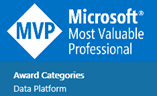 MVP
Microsoft®
Most Valuable
Professional
Award Categories
Data Platform